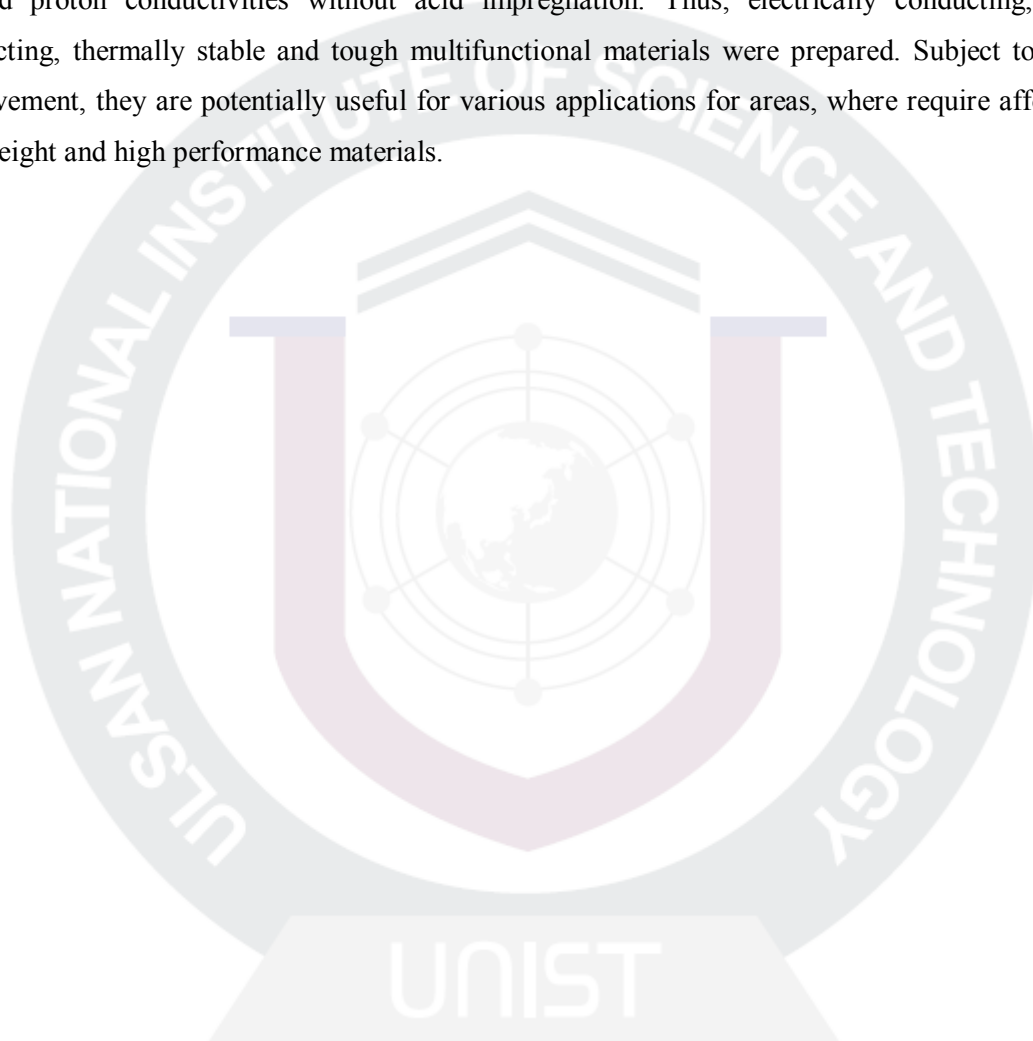 d proton conductivities without acid impregnation. Thus, electrically conducting,
cting, thermally stable and tough multifunctional materials were prepared. Subject to
vement, they are potentially useful for various applications for areas, where require aff
eight and high performance materials.
ULSAN NATIONAL INSTITUTE OF SCIENCE AND TECHNOLOGY
UNIST